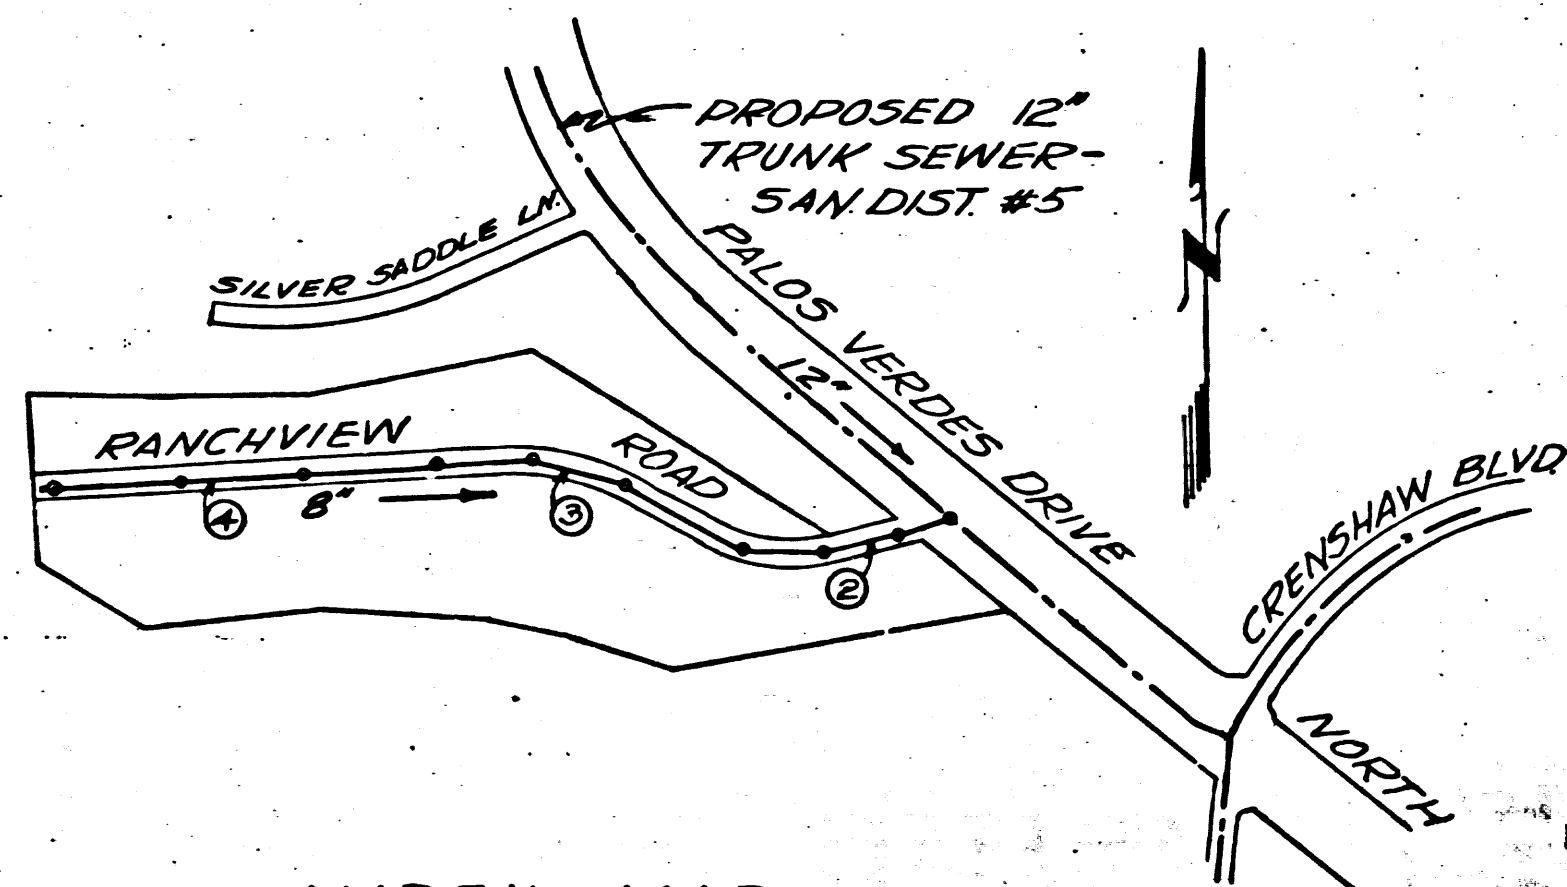 PROPOSED 12"
TRUNK SEWER-
SAN. DIST. #5
SILVER SADDLE LN.
PALOS VERDES DRIVE
12"
N
RANCHVIEW ROAD
8"
4
3
2
CRENSHAW BLVD.
NORTH